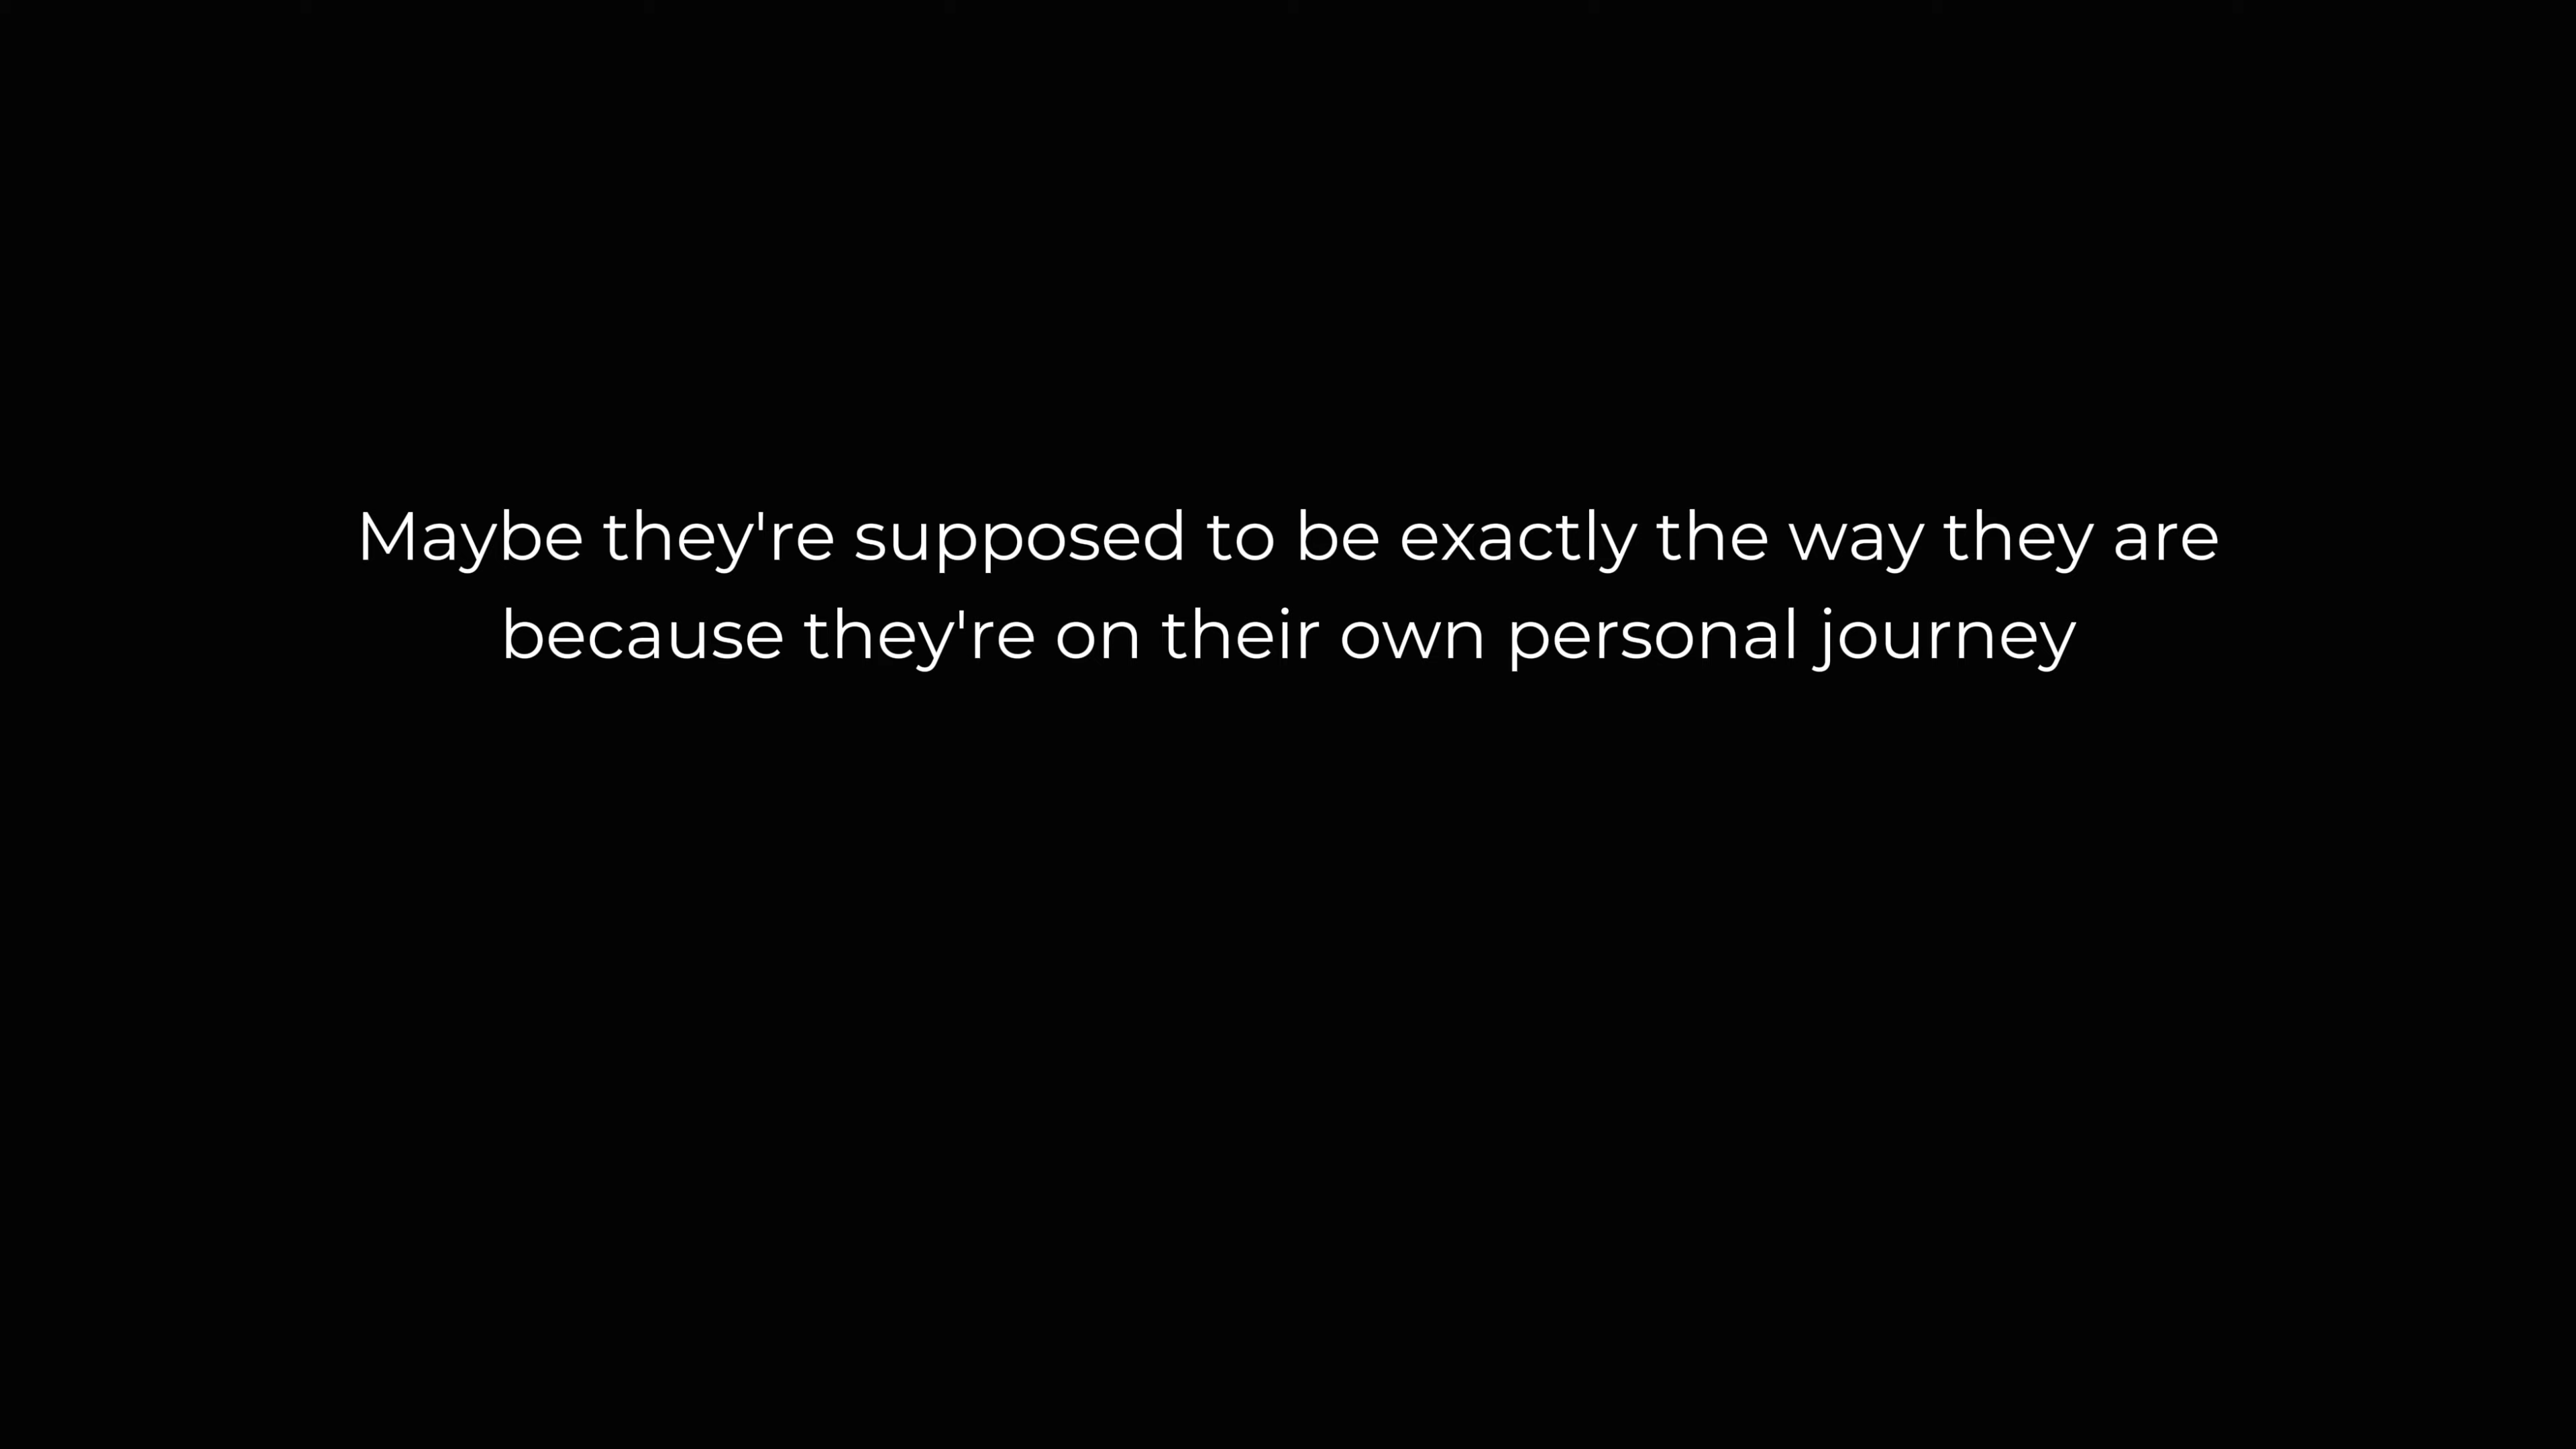 Maybe they're supposed to be exactly the way they are
because they're on their own personal journey